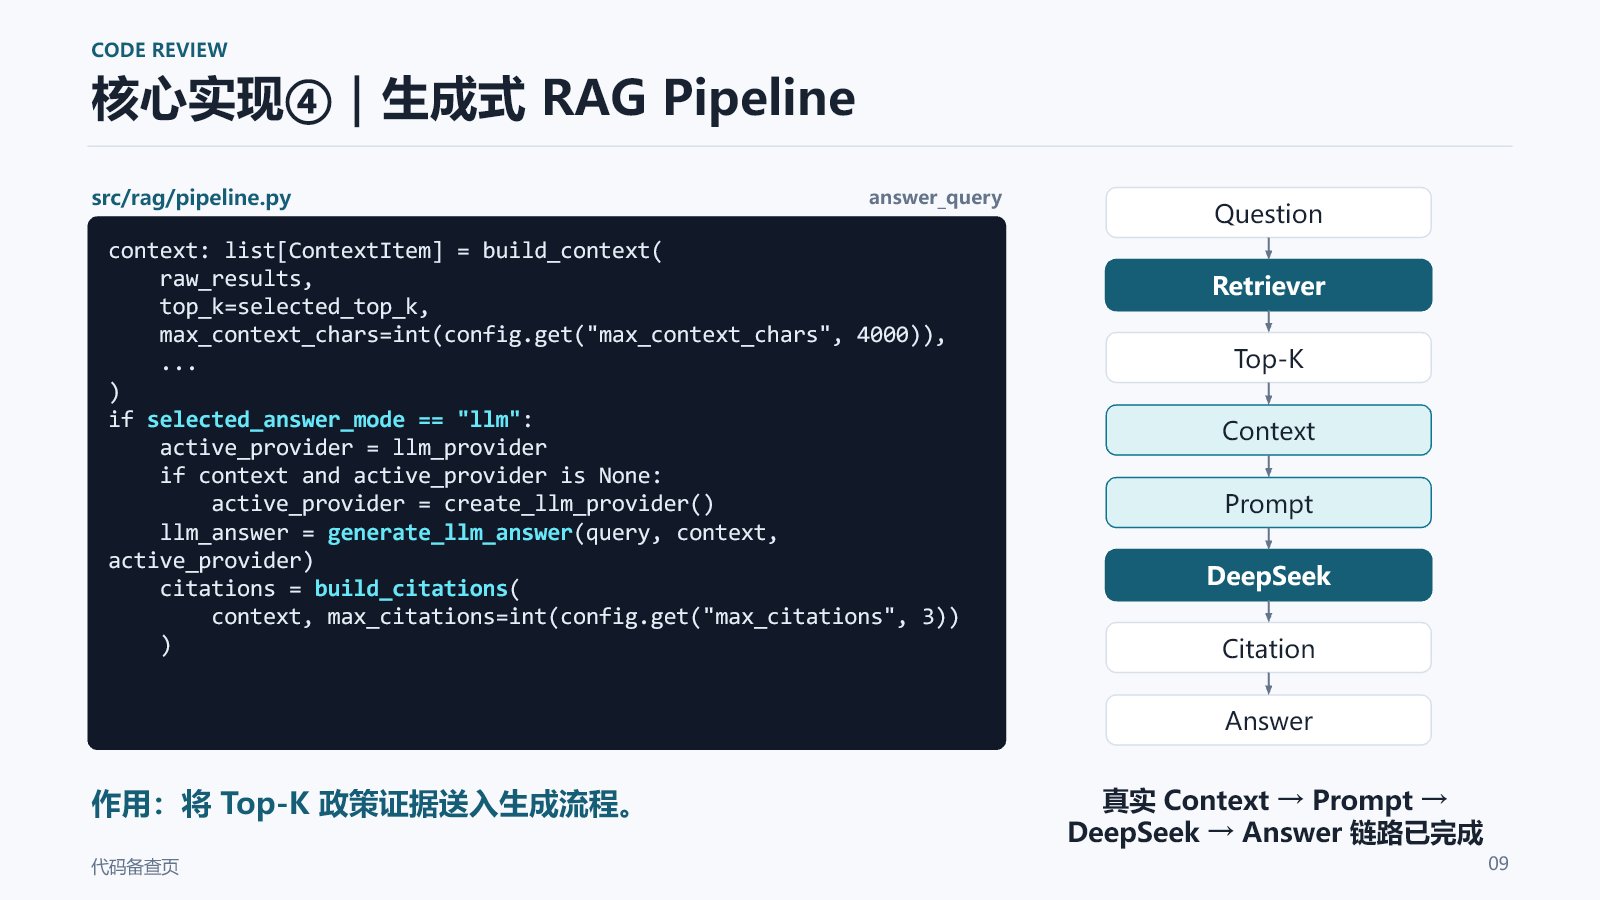 CODE REVIEW
核心实现④｜生成式 RAG Pipeline
src/rag/pipeline.py
answer_query
context: list[ContextItem] = build_context(
    raw_results,
    top_k=selected_top_k,
    max_context_chars=int(config.get("max_context_chars", 4000)),
    ...
)
if selected_answer_mode == "llm":
    active_provider = llm_provider
    if context and active_provider is None:
        active_provider = create_llm_provider()
    llm_answer = generate_llm_answer(query, context,
active_provider)
    citations = build_citations(
        context, max_citations=int(config.get("max_citations", 3))
    )
作用：将 Top-K 政策证据送入生成流程。
Question
Retriever
Top-K
Context
Prompt
DeepSeek
Citation
Answer
真实 Context → Prompt →
DeepSeek → Answer 链路已完成
代码备查页
09